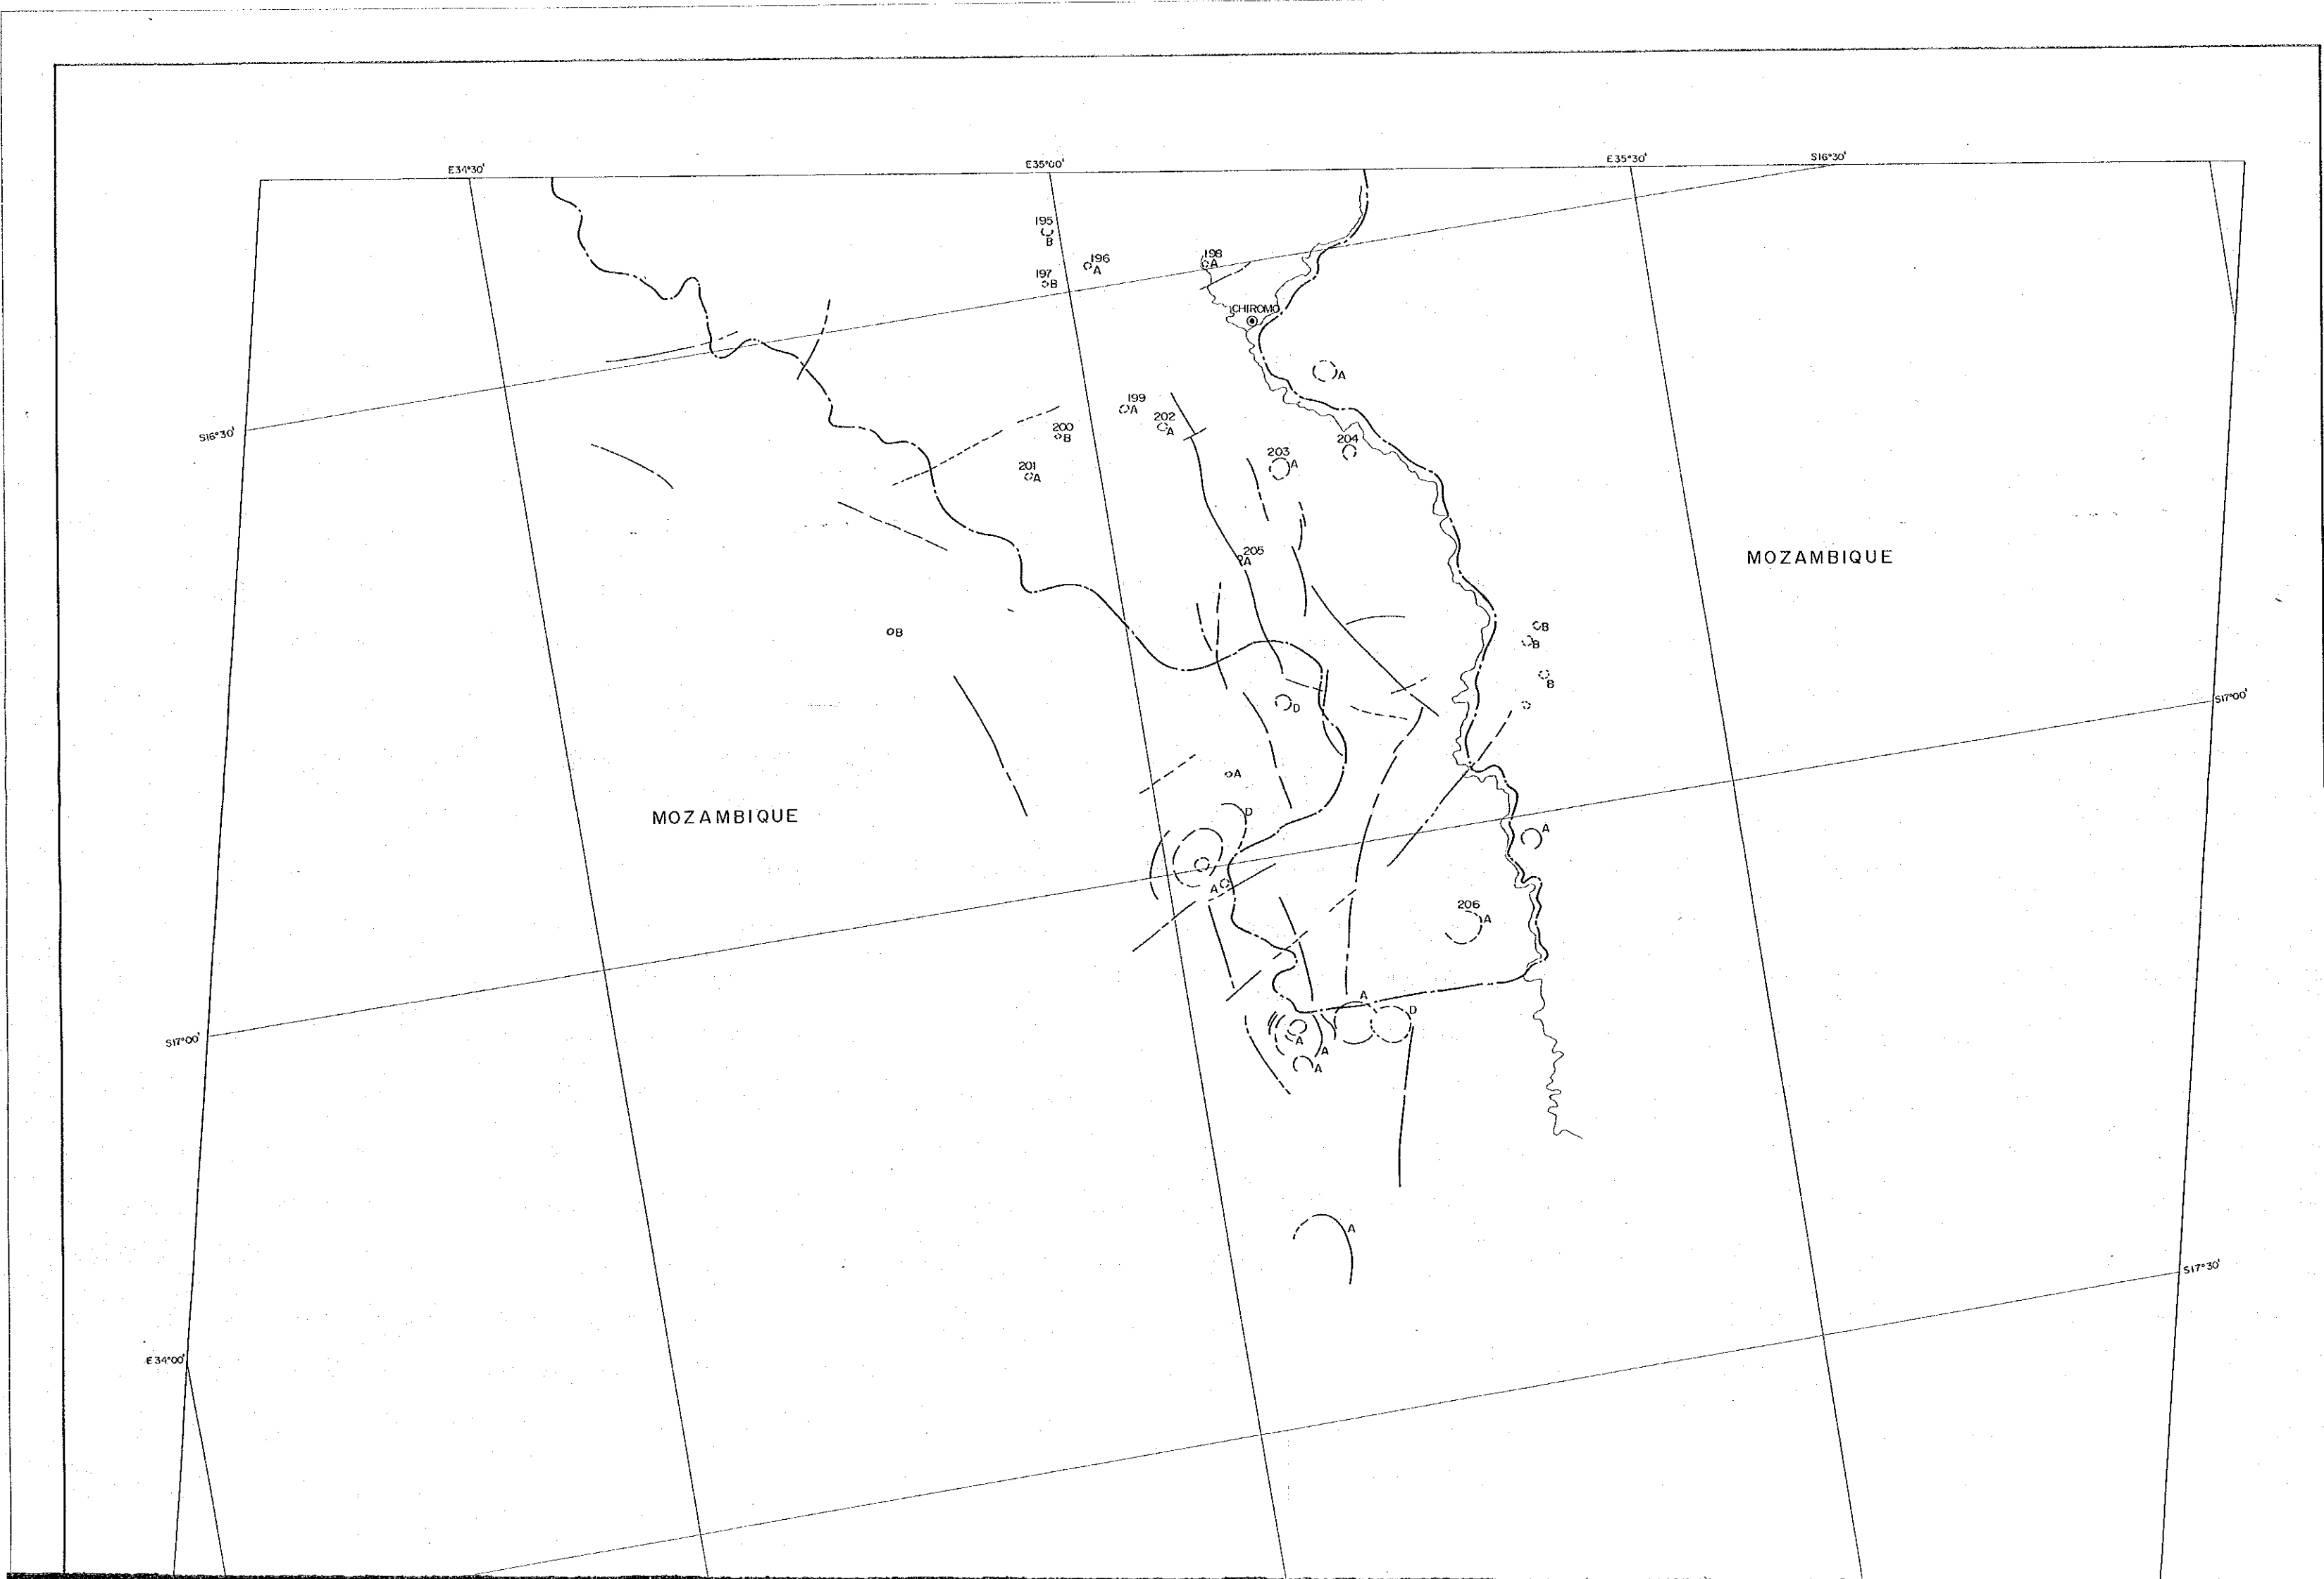 E34°30'
E35°00'
E35°30'
S16°30'
195
B
196
A
197
B
198
A
CHIROMO
A
199
A
202
A
200
B
201
A
203
A
204
S16°30'
205
A
MOZAMBIQUE
B
B
B
B
D
S17°00'
A
MOZAMBIQUE
D
A
A
206
A
A
D
S17°00'
A
A
A
A
S17°30'
E34°00'